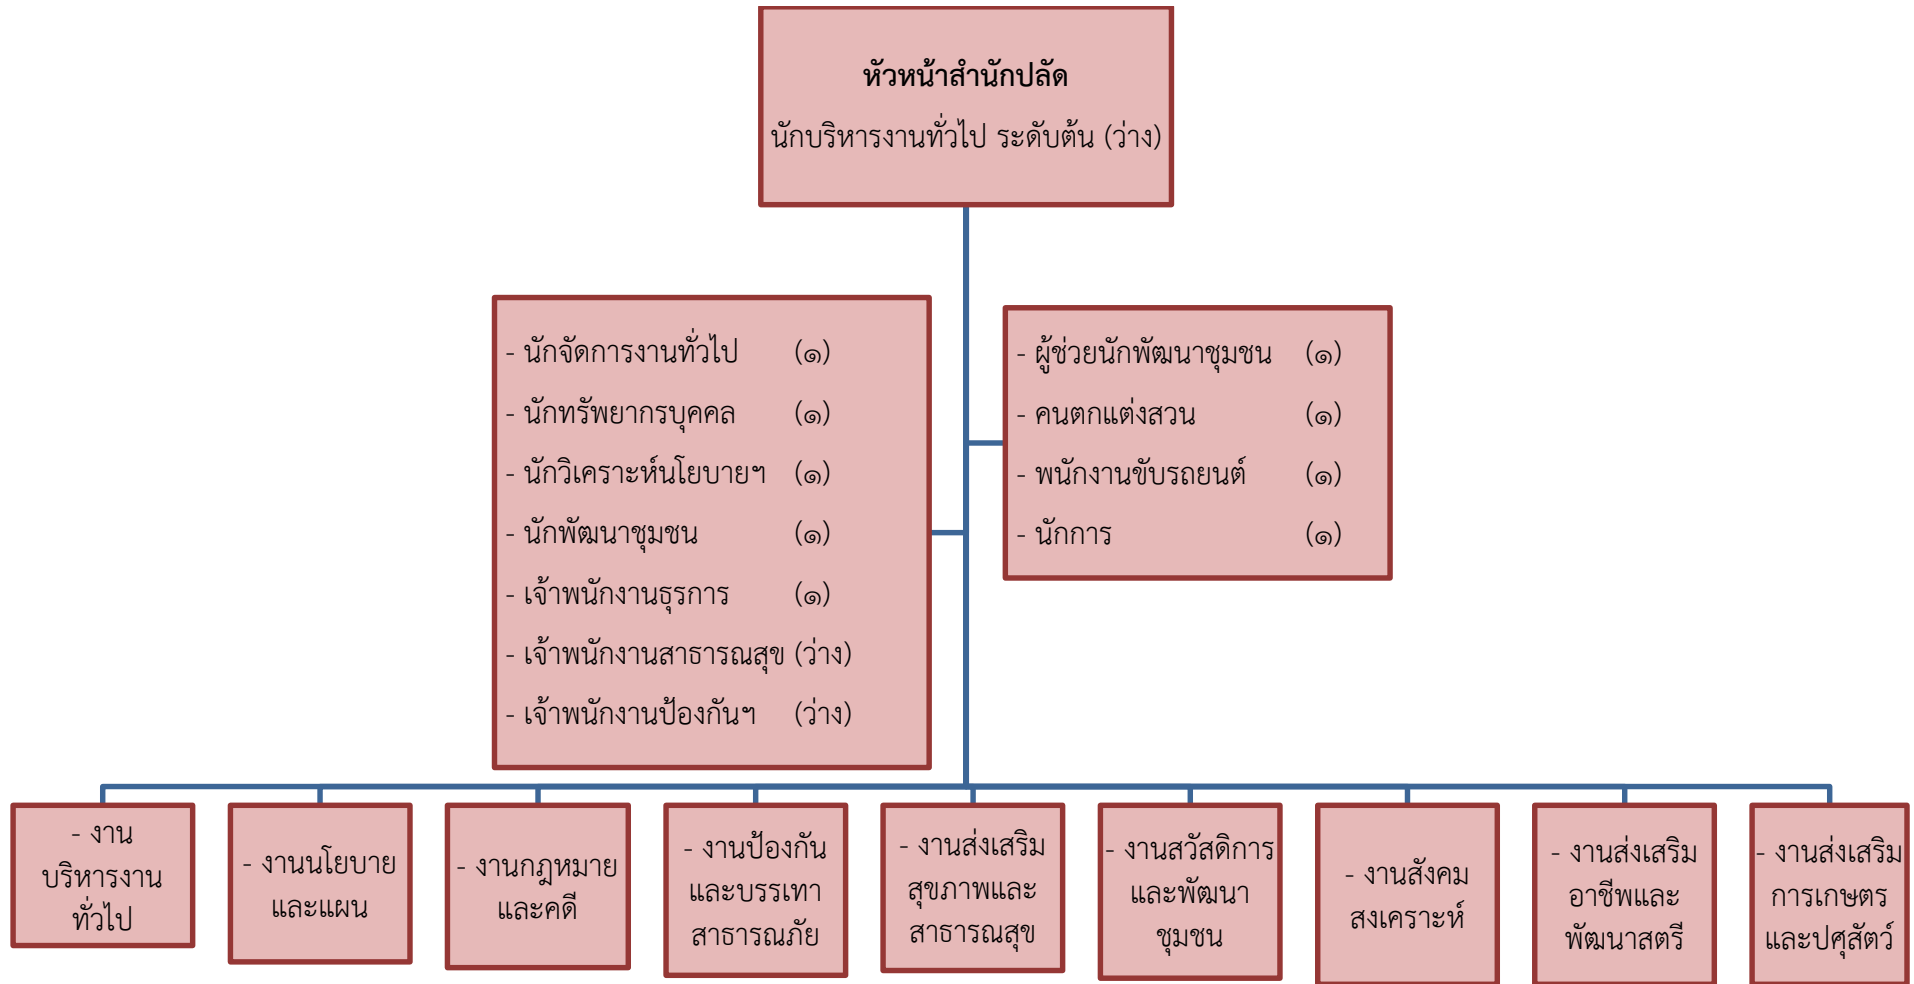 หัวหน้าสำนักปลัด
นักบริหารงานทั่วไป ระดับต้น (ว่าง)
- นักจัดการงานทั่วไป (๑)
- นักทรัพยากรบุคคล (๑)
- นักวิเคราะห์นโยบายฯ (๑)
- นักพัฒนาชุมชน (๑)
- เจ้าพนักงานธุรการ (๑)
- เจ้าพนักงานสาธารณสุข (ว่าง)
- เจ้าพนักงานป้องกันฯ (ว่าง)
- ผู้ช่วยนักพัฒนาชุมชน (๑)
- คนตกแต่งสวน (๑)
- พนักงานขับรถยนต์ (๑)
- นักการ (๑)
- งาน
บริหารงาน
ทั่วไป
- งานนโยบาย
และแผน
- งานกฎหมาย
และคดี
- งานป้องกัน
และบรรเทา
สาธารณภัย
- งานส่งเสริม
สุขภาพและ
สาธารณสุข
- งานสวัสดิการ
และพัฒนา
ชุมชน
- งานสังคม
สงเคราะห์
- งานส่งเสริม
อาชีพและ
พัฒนาสตรี
- งานส่งเสริม
การเกษตร
และปศุสัตว์